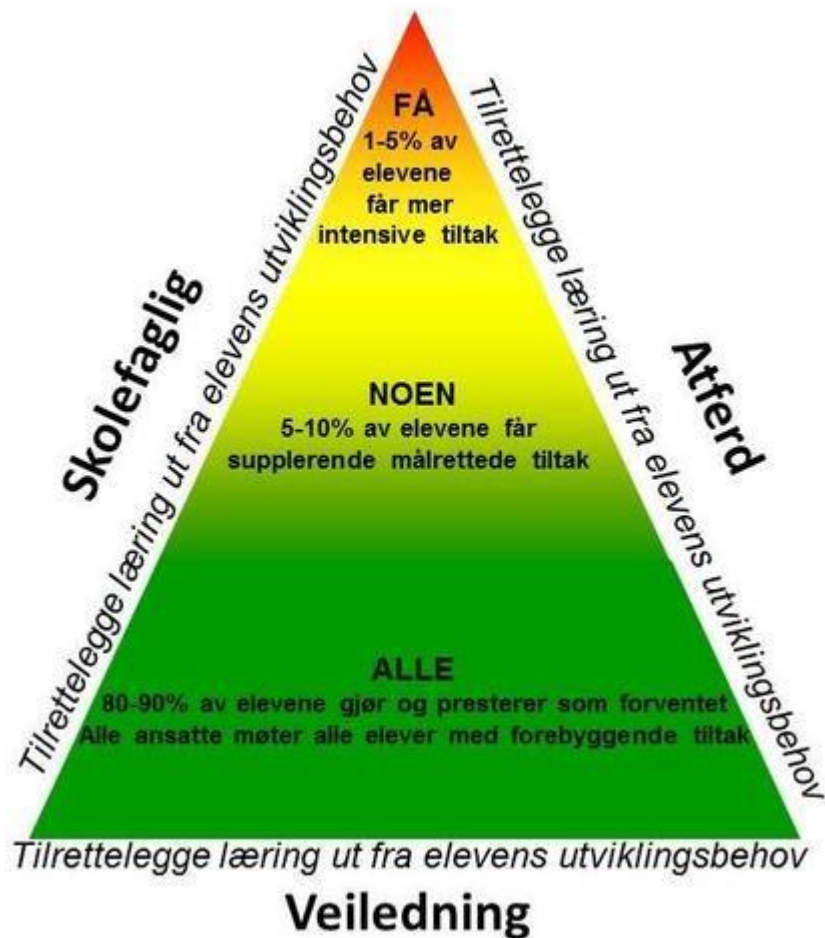 FÅ
1-5% av
elevene
får mer
intensive tiltak
NOEN
5-10% av elevene får
supplerende målrettede tiltak
ALLE
80-90% av elevene gjør og presterer som forventet
Alle ansatte møter alle elever med forebyggende tiltak
Skolefaglig
Tilrettelegge læring ut fra elevens utviklingsbehov
Tilrettelegge læring ut fra elevens utviklingsbehov
Atferd
Tilrettelegge læring ut fra elevens utviklingsbehov
Veiledning